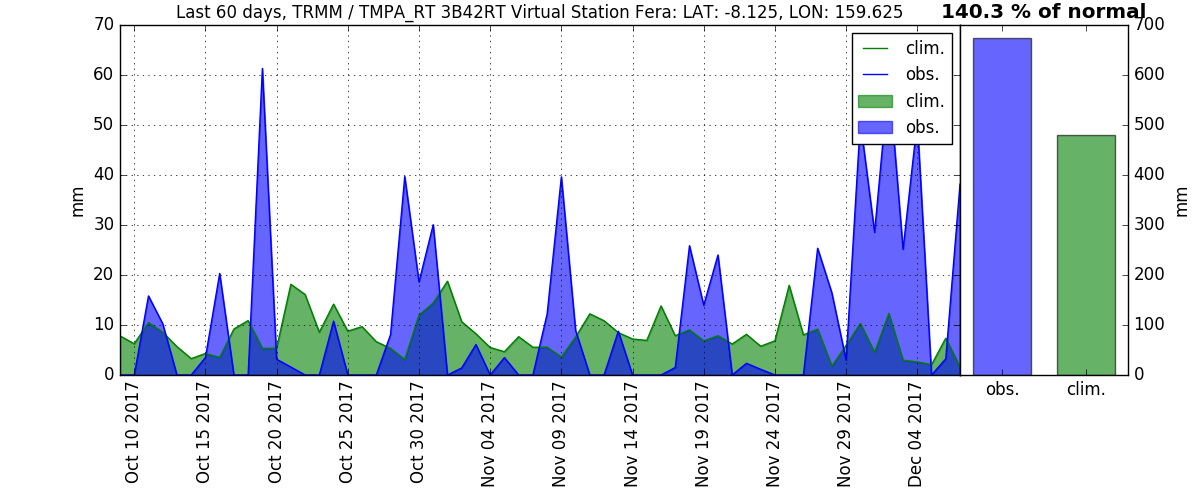 Last 60 days, TRMM / TMPA_RT 3B42RT Virtual Station Fera: LAT: -8.125, LON: 159.625
140.3 % of normal
70
60
50
40
30
20
10
0
mm
clim.
obs.
clim.
obs.
700
600
500
400
300
200
100
0
mm
obs.
clim.
Oct 10 2017
Oct 15 2017
Oct 20 2017
Oct 25 2017
Oct 30 2017
Nov 04 2017
Nov 09 2017
Nov 14 2017
Nov 19 2017
Nov 24 2017
Nov 29 2017
Dec 04 2017